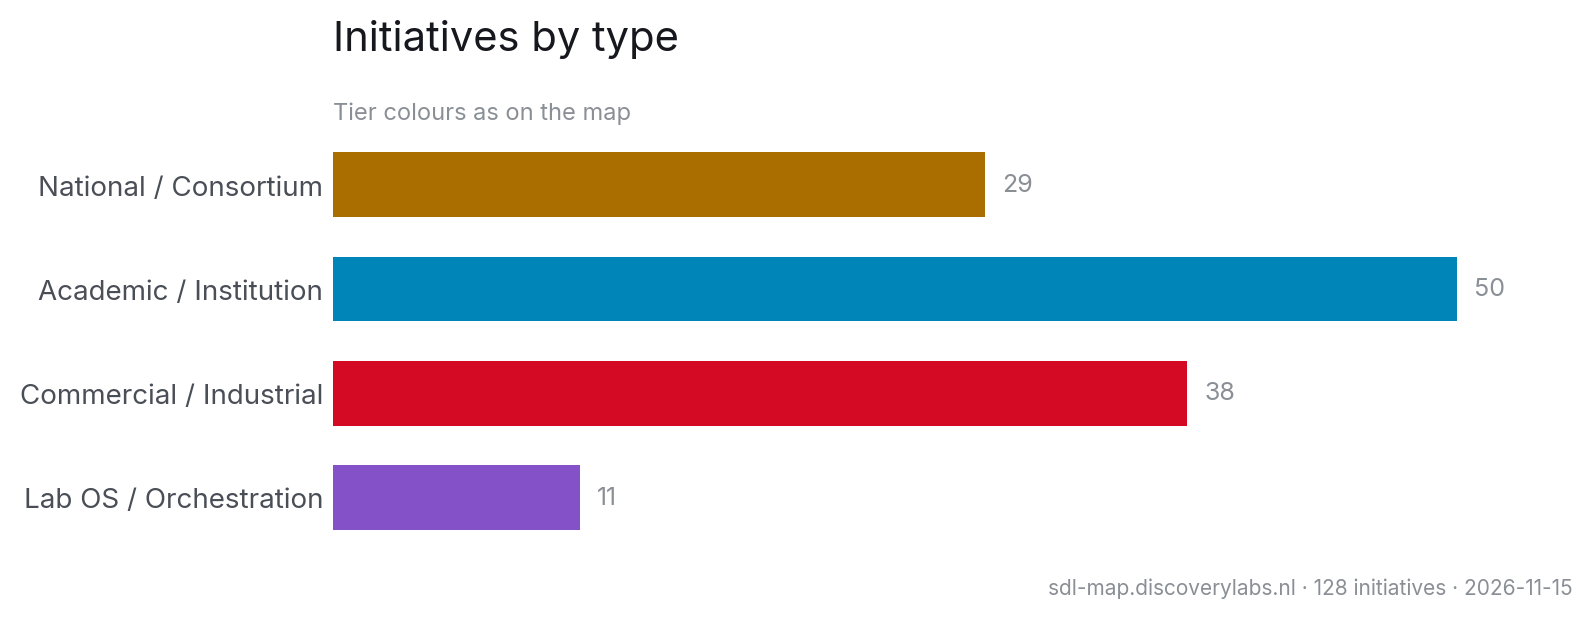 Initiatives by type
Tier colours as on the map
National / Consortium 29
Academic / Institution 50
Commercial / Industrial 38
Lab OS / Orchestration 11
sdl-map.discoverylabs.nl · 128 initiatives · 2026-11-15